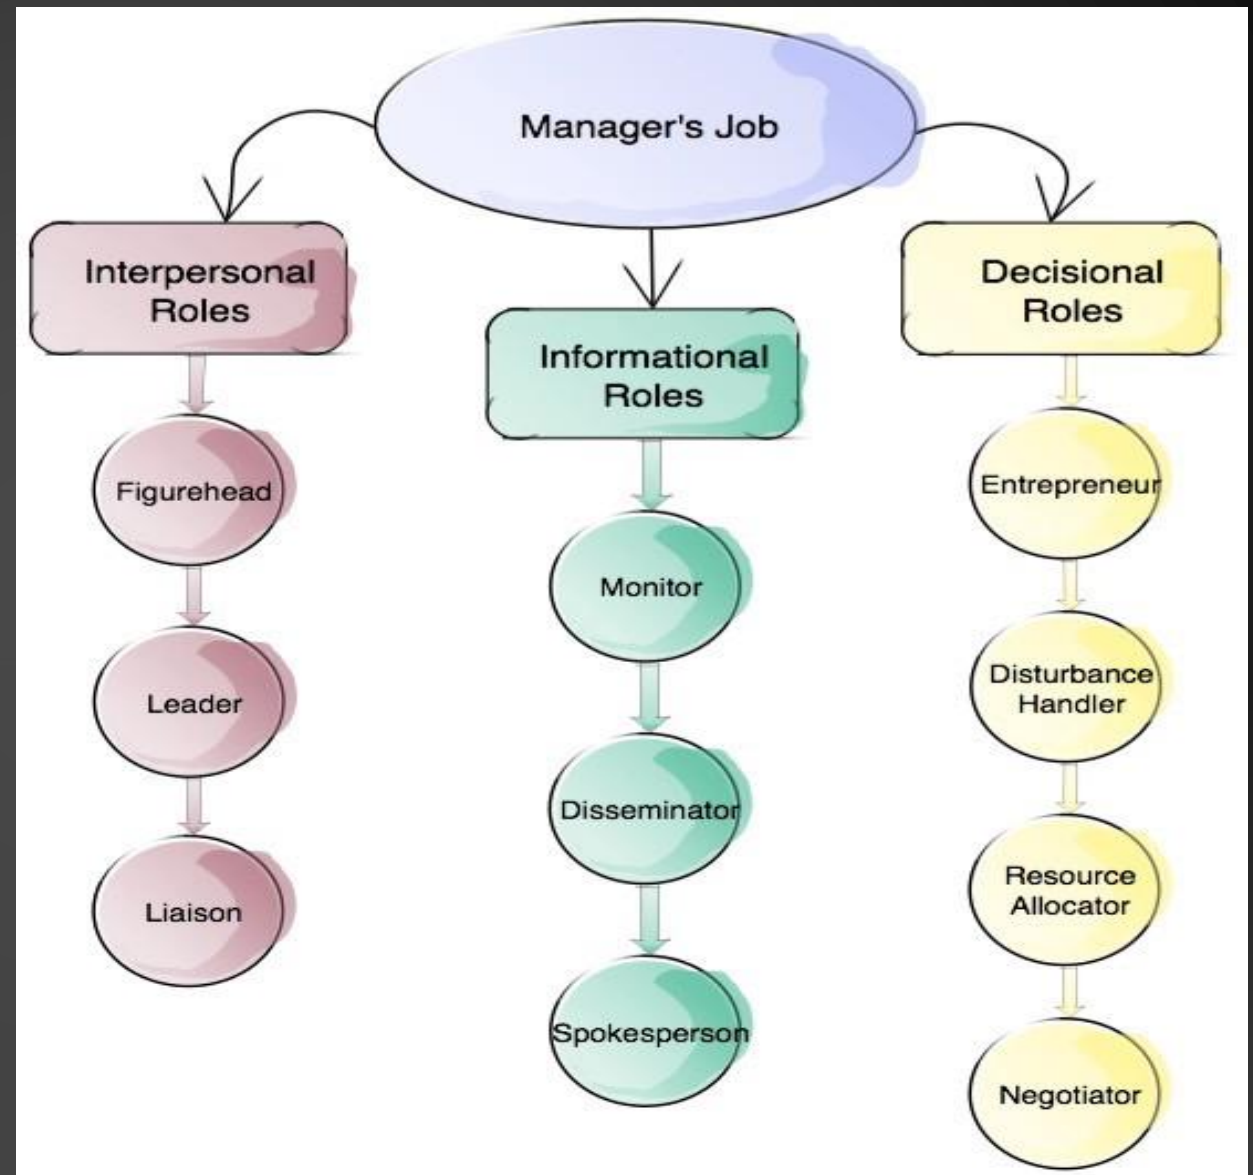 Manager's Job
Interpersonal
Roles
Figurehead
Leader
Liaison
Informational
Roles
Monitor
Disseminator
Spokesperson
Decisional
Roles
Entrepreneur
Disturbance
Handler
Resource
Allocator
Negotiator